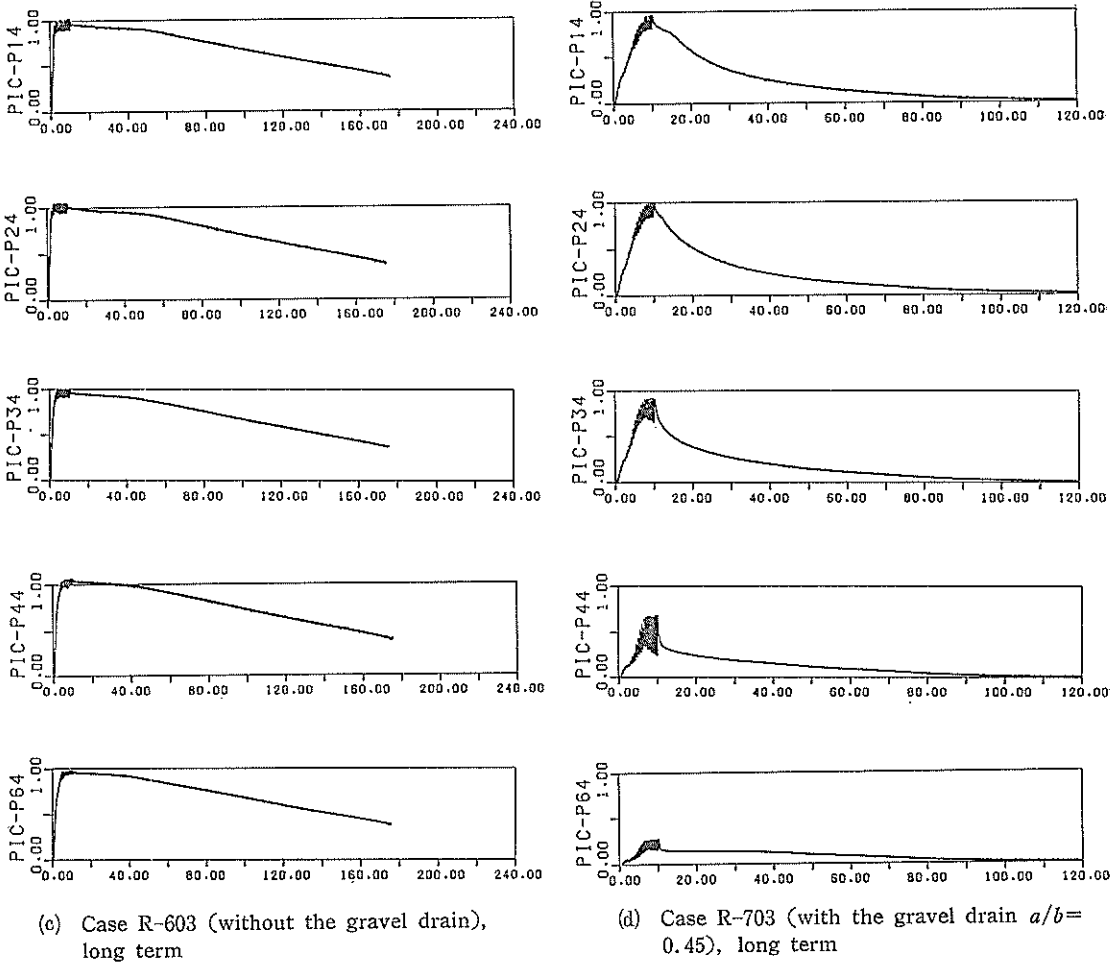 PIC-P14
1.00
0.00
0.00 40.00 80.00 120.00 160.00 200.00 240.00
PIC-P14
1.00
0.00
0.00 20.00 40.00 60.00 80.00 100.00 120.00
PIC-P24
1.00
0.00
0.00 40.00 80.00 120.00 160.00 200.00 240.00
PIC-P24
1.00
0.00
0.00 20.00 40.00 60.00 80.00 100.00 120.00
PIC-P34
1.00
0.00
0.00 40.00 80.00 120.00 160.00 200.00 240.00
PIC-P34
1.00
0.00
0.00 20.00 40.00 60.00 80.00 100.00 120.00
PIC-P44
1.00
0.00
0.00 40.00 80.00 120.00 160.00 200.00 240.00
PIC-P44
1.00
0.00
0.00 20.00 40.00 60.00 80.00 100.00 120.00
PIC-P64
1.00
0.00
0.00 40.00 80.00 120.00 160.00 200.00 240.00
PIC-P64
1.00
0.00
0.00 20.00 40.00 60.00 80.00 100.00 120.00
(c) Case R-603 (without the gravel drain),
long term
(d) Case R-703 (with the gravel drain a/b=
0.45), long term